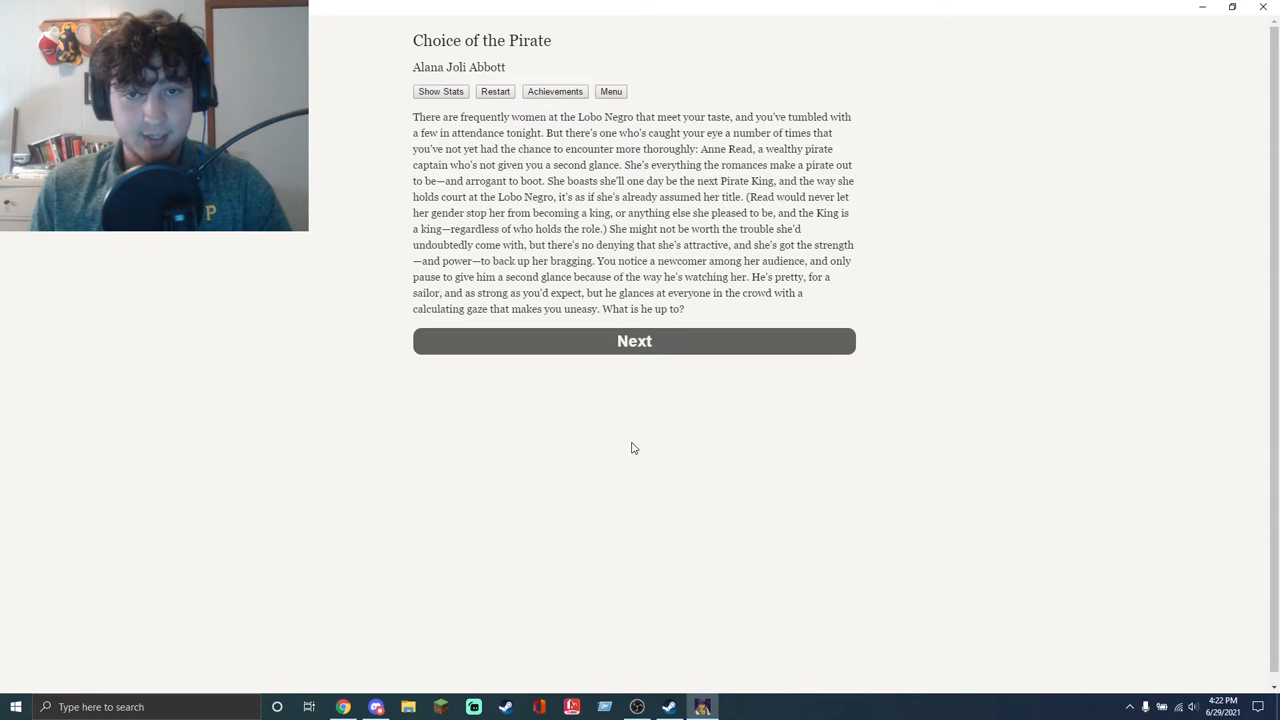 Choice of the Pirate
Alana Joli Abbott
Show Stats Restart Achievements Menu
There are frequently women at the Lobo Negro that meet your taste, and you've tumbled with
a few in attendance tonight. But there's one who's caught your eye a number of times that
you've not yet had the chance to encounter more thoroughly: Anne Read, a wealthy pirate
captain who's not given you a second glance. She's everything the romances make a pirate out
to be—and arrogant to boot. She boasts she'll one day be the next Pirate King, and the way she
holds court at the Lobo Negro, it's as if she's already assumed her title. (Read would never let
her gender stop her from becoming a king, or anything else she pleased to be, and the King is
a king—regardless of who holds the role.) She might not be worth the trouble she'd
undoubtedly come with, but there's no denying that she's attractive, and she's got the strength
—and power—to back up her bragging. You notice a newcomer among her audience, and only
pause to give him a second glance because of the way he's watching her. He's pretty, for a
sailor, and as strong as you'd expect, but he glances at everyone in the crowd with a
calculating gaze that makes you uneasy. What is he up to?
Next
P
Type here to search
4:22 PM
6/29/2021